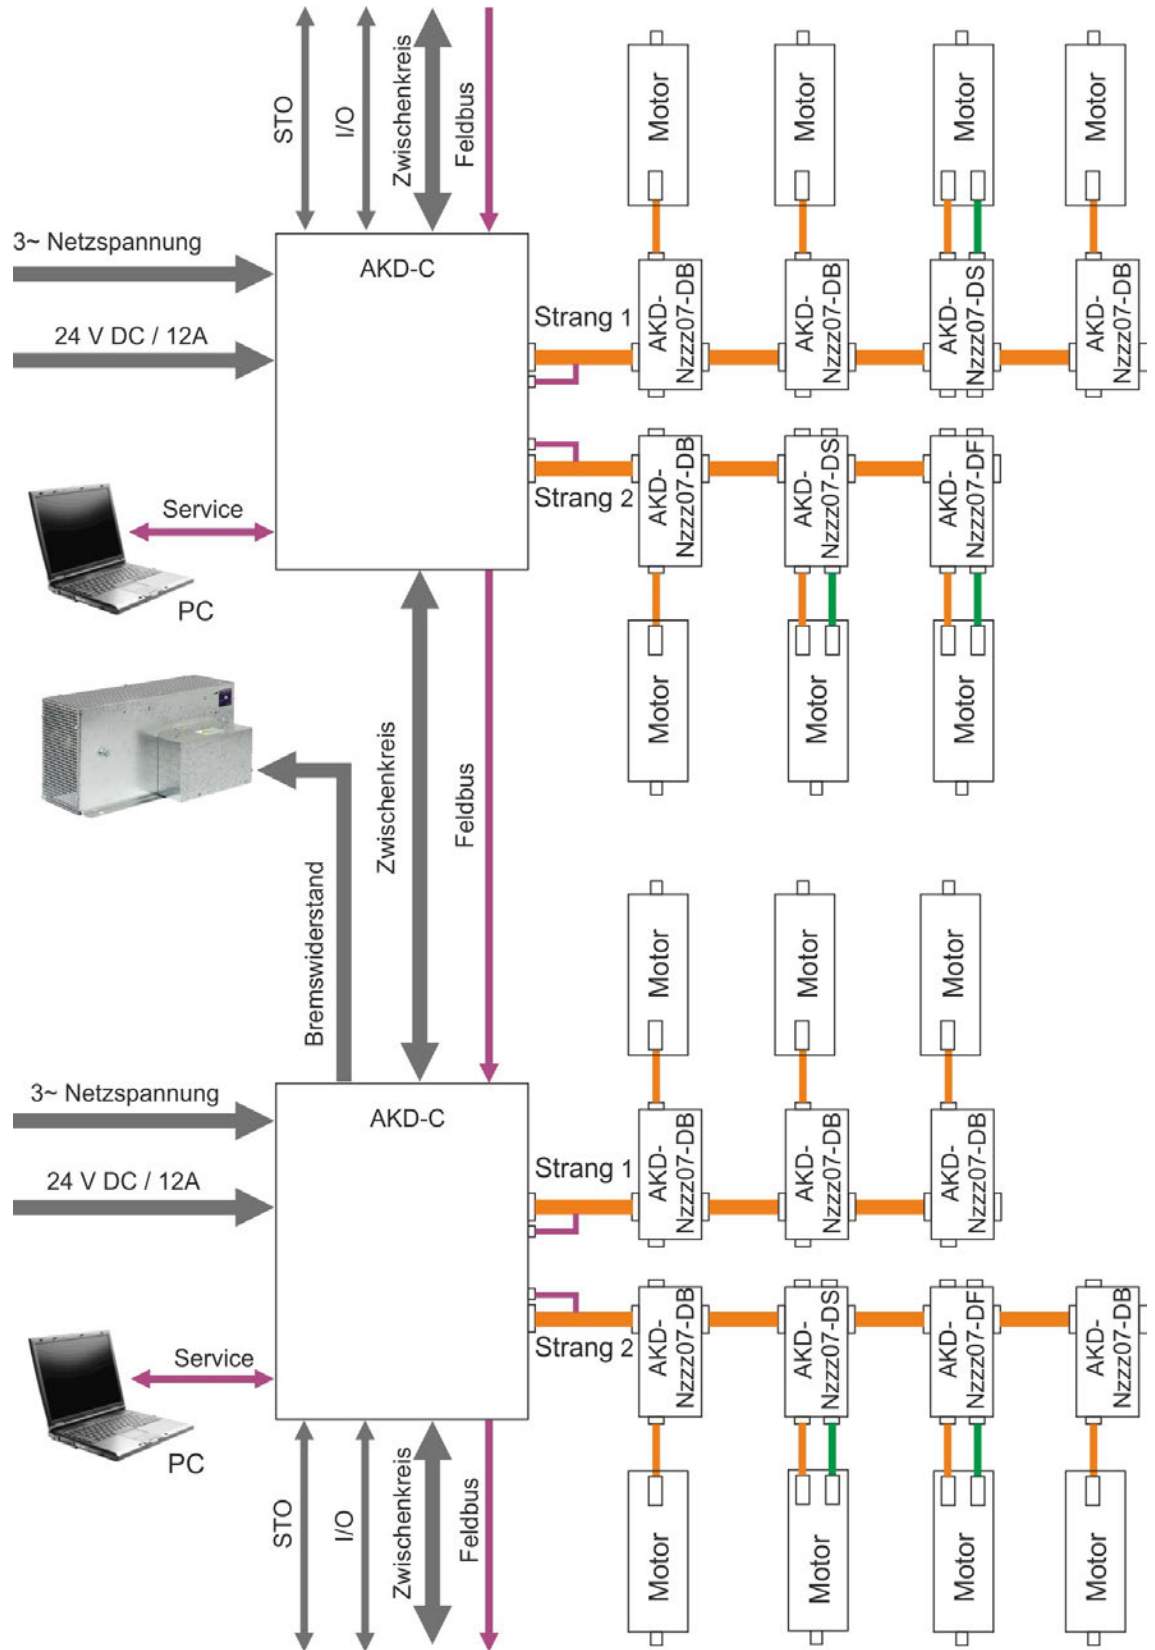 STO
I/O
Zwischenkreis
Feldbus
Motor
Motor
Motor
Motor
3~ Netzspannung
AKD-C
24 V DC / 12A
Strang 1
AKD-
Nzzz07-DB
AKD-
Nzzz07-DB
AKD-
Nzzz07-DS
AKD-
Nzzz07-DB
Strang 2
AKD-
Nzzz07-DB
AKD-
Nzzz07-DS
AKD-
Nzzz07-DF
Service
PC
Motor
Motor
Motor
Zwischenkreis
Feldbus
Bremswiderstand
Motor
Motor
Motor
3~ Netzspannung
AKD-C
24 V DC / 12A
Strang 1
AKD-
Nzzz07-DB
AKD-
Nzzz07-DB
AKD-
Nzzz07-DB
Strang 2
AKD-
Nzzz07-DB
AKD-
Nzzz07-DS
AKD-
Nzzz07-DF
AKD-
Nzzz07-DB
Service
PC
STO
I/O
Zwischenkreis
Feldbus
Motor
Motor
Motor
Motor